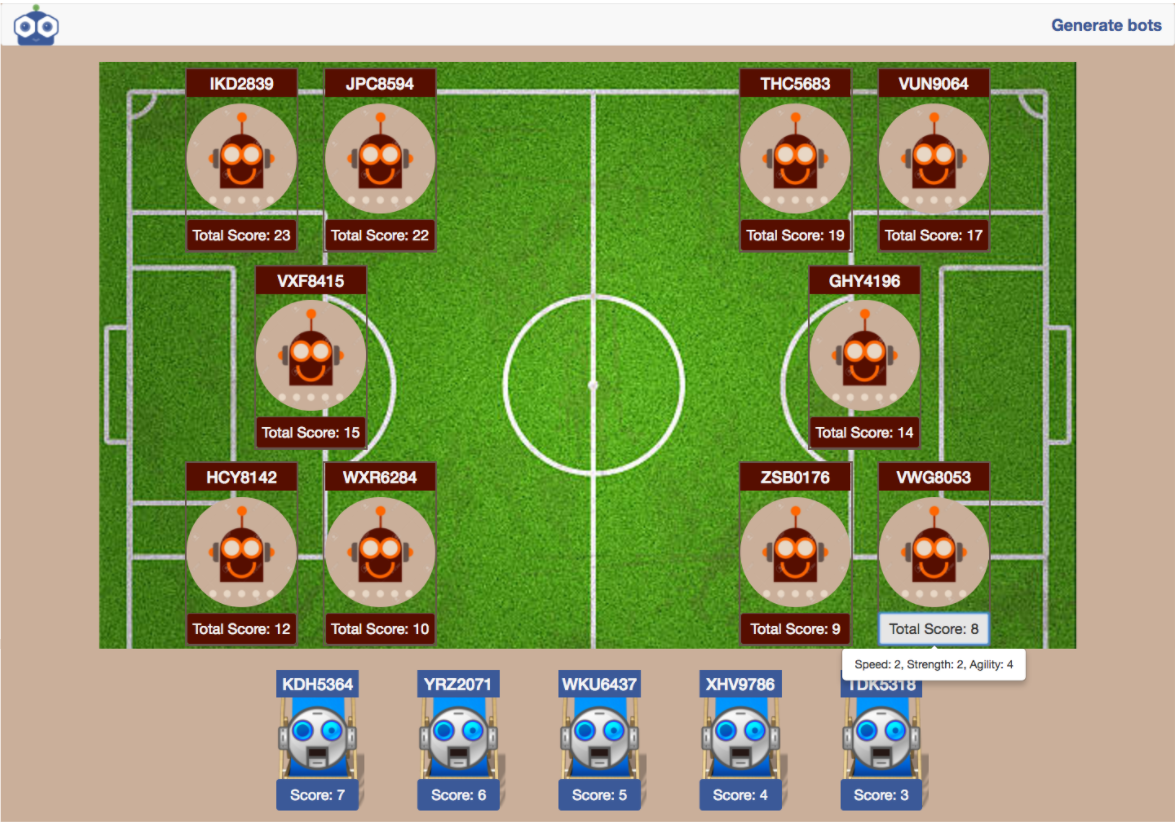 Generate bots
IKD2839
JPC8594
THC5683
VUN9064
Total Score: 23
Total Score: 22
Total Score: 19
Total Score: 17
VXF8415
GHY4196
Total Score: 15
Total Score: 14
HCY8142
WXR6284
ZSB0176
VWG8053
Total Score: 12
Total Score: 10
Total Score: 9
Total Score: 8
Speed: 2, Strength: 2, Agility: 4
KDH5364
YRZ2071
WKU6437
XHV9786
TDK5318
Score: 7
Score: 6
Score: 5
Score: 4
Score: 3